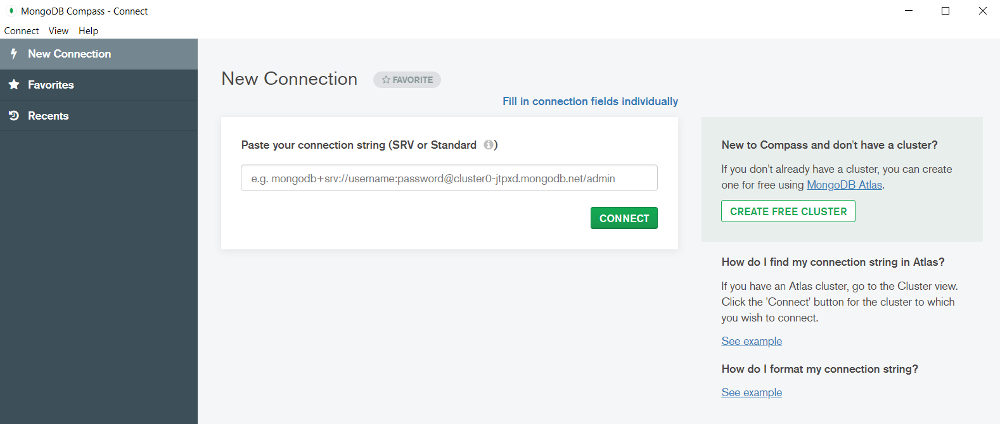 MongoDB Compass - Connect
Connect View Help
New Connection
Favorites
Recents
New Connection
FAVORITE
Fill in connection fields individually
Paste your connection string (SRV or Standard )
e.g. mongodb+srv://username:password@cluster0-jtpxd.mongodb.net/admin
CONNECT
New to Compass and don't have a cluster?
If you don't already have a cluster, you can create
one for free using MongoDB Atlas.
CREATE FREE CLUSTER
How do I find my connection string in Atlas?
If you have an Atlas cluster, go to the Cluster view.
Click the 'Connect' button for the cluster to which
you wish to connect.
See example
How do I format my connection string?
See example